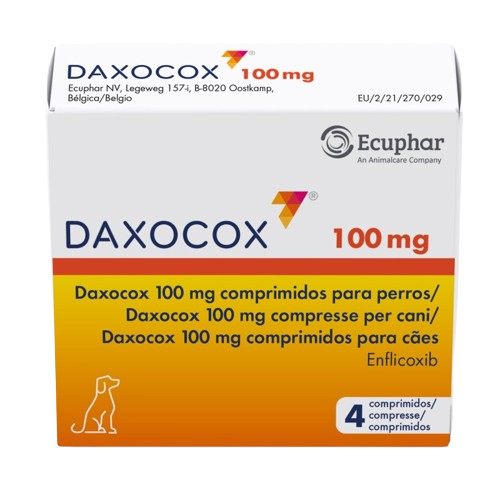 DAXOCOX ® 100 mg
Ecuphar NV, Legeweg 157-i, B-8020 Oostkamp,
Bélgica/Belgio
EU/2/21/270/029
Ecuphar
An Animalcare Company
DAXOCOX ®
100 mg
Daxocox 100 mg comprimidos para perros/
Daxocox 100 mg compresse per cani/
Daxocox 100 mg comprimidos para cães
Enflicoxib
4 comprimidos/
compresse/
comprimidos